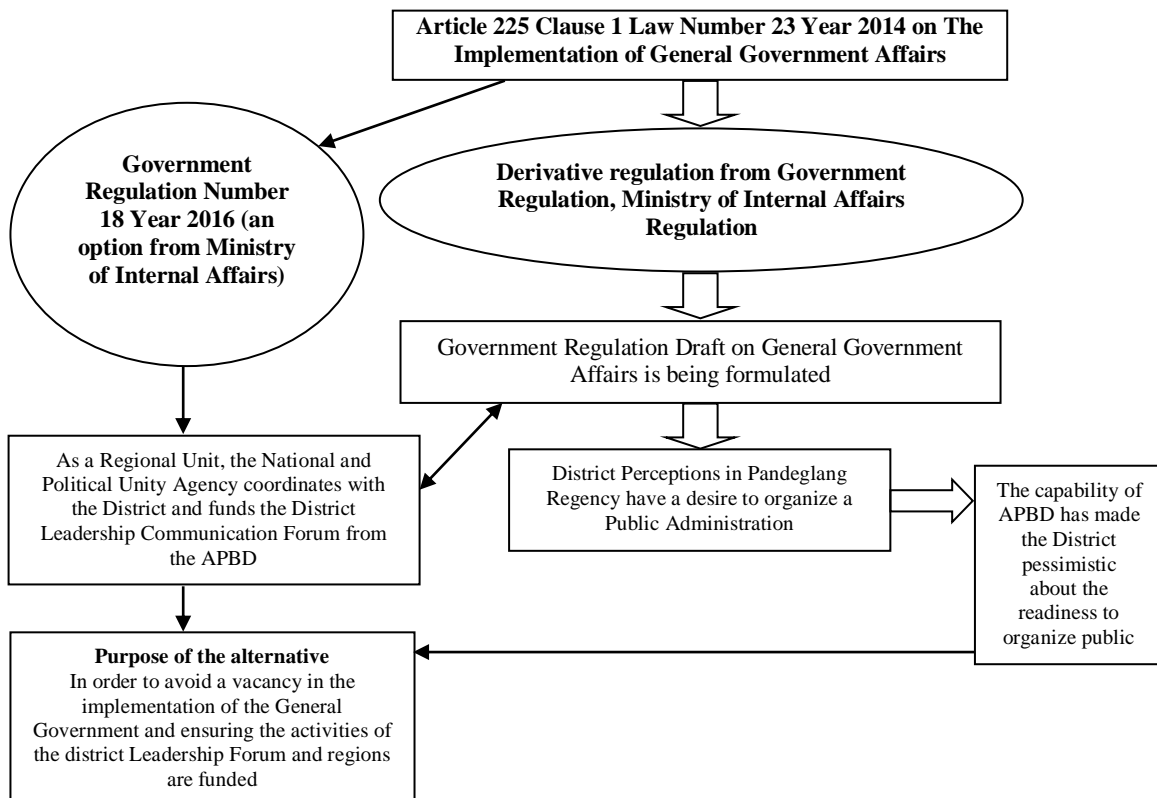 Article 225 Clause 1 Law Number 23 Year 2014 on The
Implementation of General Government Affairs
Government
Regulation Number
18 Year 2016 (an
option from Ministry
of Internal Affairs)
Derivative regulation from Government
Regulation, Ministry of Internal Affairs
Regulation
Government Regulation Draft on General Government
Affairs is being formulated
As a Regional Unit, the National and
Political Unity Agency coordinates with
the District and funds the District
Leadership Communication Forum from
the APBD
District Perceptions in Pandeglang
Regency have a desire to organize a
Public Administration
The capability of
APBD has made
the District
pessimistic
about the
readiness to
organize public
Purpose of the alternative
In order to avoid a vacancy in the
implementation of the General
Government and ensuring the activities
of the district Leadership Forum and regions
are funded